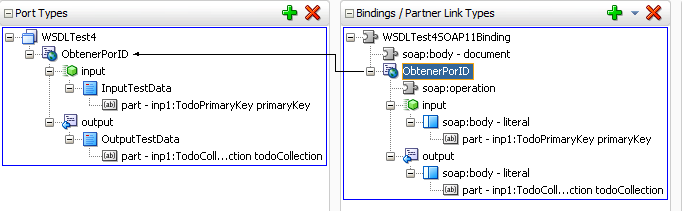 Port Types
WSDLTest4
ObtenerPorID
input
InputTestData
part - inp1:TodoPrimaryKey primaryKey
output
OutputTestData
part - inp1:TodoColl...ction todoCollection
Bindings / Partner Link Types
WSDLTest4SOAP11Binding
soap:body - document
ObtenerPorID
soap:operation
input
soap:body - literal
part - inp1:TodoPrimaryKey primaryKey
output
soap:body - literal
part - inp1:TodoColl...ction todoCollection